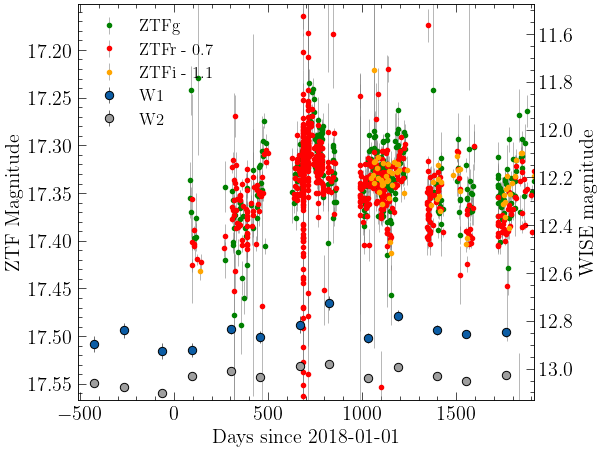 ZTFg
ZTFr - 0.7
ZTFi - 1.1
W1
W2
17.20
17.25
17.30
17.35
17.40
17.45
17.50
17.55
ZTF Magnitude
11.6
11.8
12.0
12.2
12.4
12.6
12.8
13.0
WISE magnitude
−500 0 500 1000 1500
Days since 2018-01-01